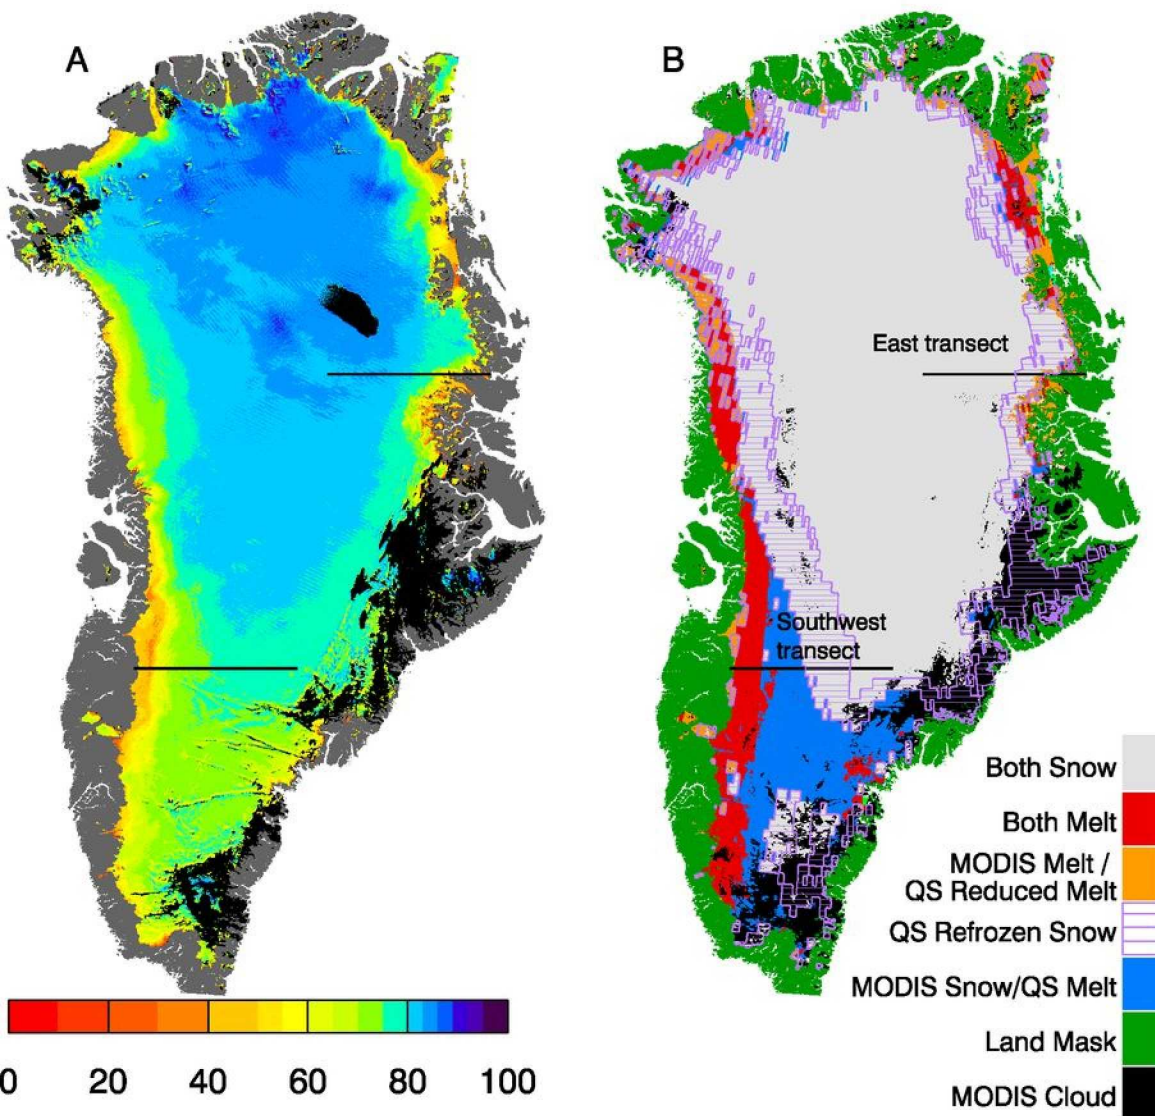 A
B
East transect
Southwest
transect
Both Snow
Both Melt
MODIS Melt /
QS Reduced Melt
QS Refrozen Snow
MODIS Snow/QS Melt
Land Mask
MODIS Cloud
0 20 40 60 80 100